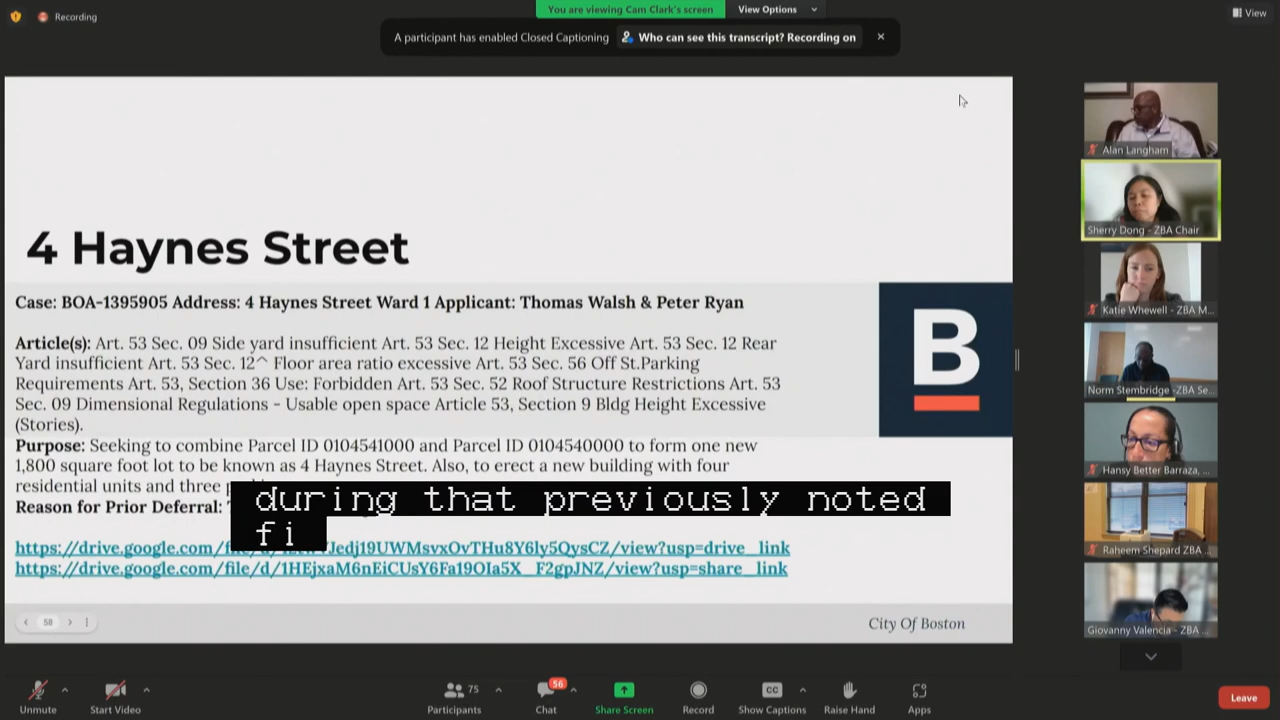 Recording
You are viewing Cam Clark's screen
View Options
View
A participant has enabled Closed Captioning
Who can see this transcript? Recording on
4 Haynes Street
Case: BOA-1395905 Address: 4 Haynes Street Ward 1 Applicant: Thomas Walsh & Peter Ryan
Article(s): Art. 53 Sec. 09 Side yard insufficient Art. 53 Sec. 12 Height Excessive Art. 53 Sec. 12 Rear
Yard insufficient Art. 53 Sec. 12^ Floor area ratio excessive Art. 53 Sec. 56 Off St.Parking
Requirements Art. 53, Section 36 Use: Forbidden Art. 53 Sec. 52 Roof Structure Restrictions Art. 53
Sec. 09 Dimensional Regulations - Usable open space Article 53, Section 9 Bldg Height Excessive
(Stories).
Purpose: Seeking to combine Parcel ID 0104541000 and Parcel ID 0104540000 to form one new
1,800 square foot lot to be known as 4 Haynes Street. Also, to erect a new building with four
residential units and three
Reason for Prior Deferral:
during that previously noted
fi
https://drive.google.com/
Jedj19UWMsvxOvTHu8Y6ly5QysCZ/view?usp=drive_link
https://drive.google.com/file/d/1HEjxaM6nEiCUsY6Fa19OIa5X_F2gpJNZ/view?usp=share_link
B
58
City Of Boston
Alan Langham
Sherry Dong - ZBA Chair
Katie Whewell - ZBA M...
Norm Stembridge -ZBA Se...
Hansy Better Barraza, ...
Raheem Shepard ZBA ...
Giovanny Valencia - ZBA ...
Unmute
Start Video
Participants
75
Chat
56
Share Screen
Record
CC
Show Captions
Raise Hand
Apps
Leave